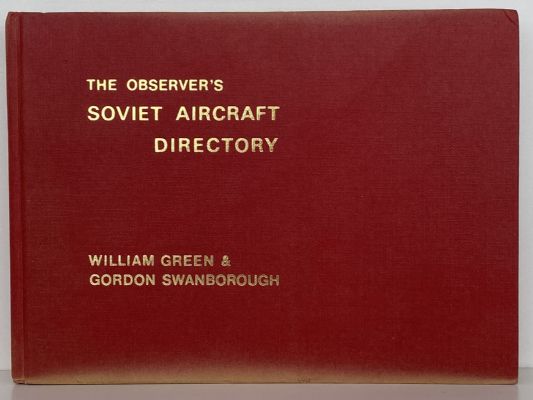 THE OBSERVER'S
SOVIET AIRCRAFT
DIRECTORY
WILLIAM GREEN &
GORDON SWANBOROUGH